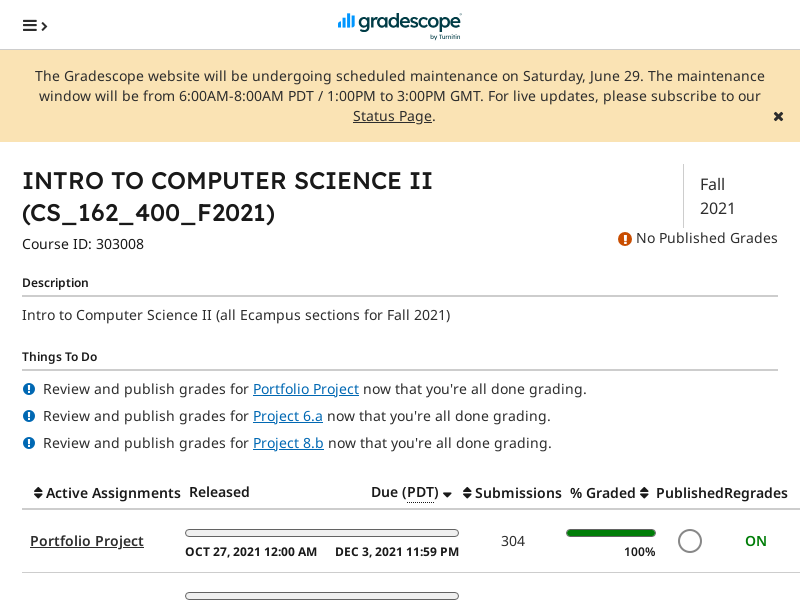 gradescope
by Turnitin
The Gradescope website will be undergoing scheduled maintenance on Saturday, June 29. The maintenance
window will be from 6:00AM-8:00AM PDT / 1:00PM to 3:00PM GMT. For live updates, please subscribe to our
Status Page.
INTRO TO COMPUTER SCIENCE II
(CS_162_400_F2021)
Fall
2021
Course ID: 303008
No Published Grades
Description
Intro to Computer Science II (all Ecampus sections for Fall 2021)
Things To Do
Review and publish grades for Portfolio Project now that you're all done grading.
Review and publish grades for Project 6.a now that you're all done grading.
Review and publish grades for Project 8.b now that you're all done grading.
Active Assignments Released Due (PDT) Submissions % Graded Published Regrades
Portfolio Project 304 ON
OCT 27, 2021 12:00 AM DEC 3, 2021 11:59 PM 100%